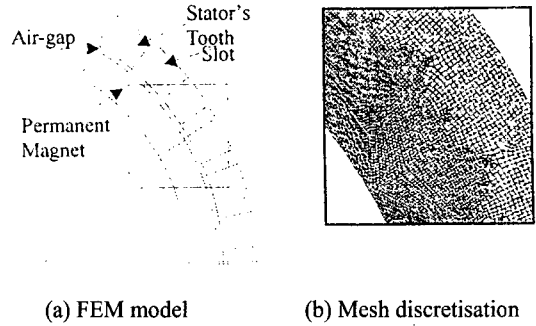 Stator's
Air-gap
Tooth
Slot
Permanent
Magnet
(a) FEM model
(b) Mesh discretisation